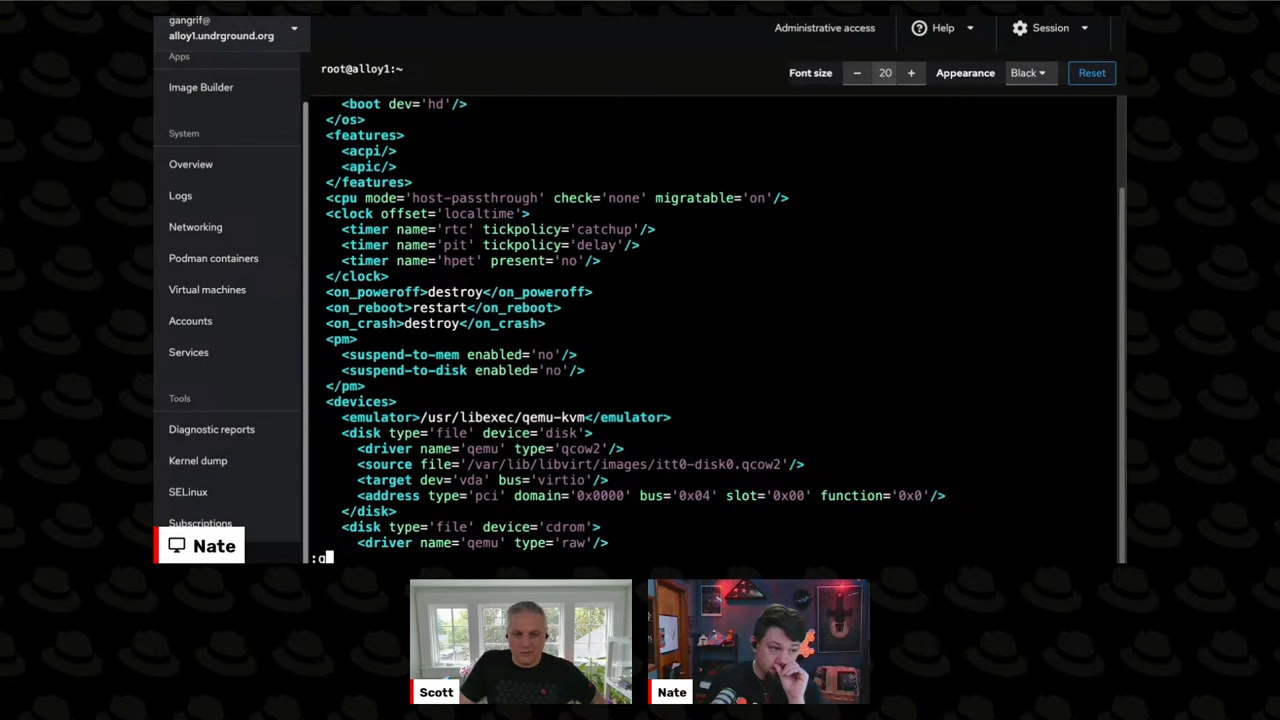 gangrif@
alloy1.undrground.org
Administrative access
Help
Session
Apps
Image Builder
System
Overview
Logs
Networking
Podman containers
Virtual machines
Accounts
Services
Tools
Diagnostic reports
Kernel dump
SELinux
Subscriptions
root@alloy1:~
Font size
20
Appearance
Black
Reset
<boot dev='hd'/>
</os>
<features>
<acpi/>
<apic/>
</features>
<cpu mode='host-passthrough' check='none' migratable='on'/>
<clock offset='localtime'>
<timer name='rtc' tickpolicy='catchup'/>
<timer name='pit' tickpolicy='delay'/>
<timer name='hpet' present='no'/>
</clock>
<on_poweroff>destroy</on_poweroff>
<on_reboot>restart</on_reboot>
<on_crash>destroy</on_crash>
<pm>
<suspend-to-mem enabled='no'/>
<suspend-to-disk enabled='no'/>
</pm>
<devices>
<emulator>/usr/libexec/qemu-kvm</emulator>
<disk type='file' device='disk'>
<driver name='qemu' type='qcow2'/>
<source file='/var/lib/libvirt/images/itt0-disk0.qcow2'/>
<target dev='vda' bus='virtio'/>
<address type='pci' domain='0x0000' bus='0x04' slot='0x00' function='0x0'/>
</disk>
<disk type='file' device='cdrom'>
<driver name='qemu' type='raw'/>
:q
Nate
Scott
Nate